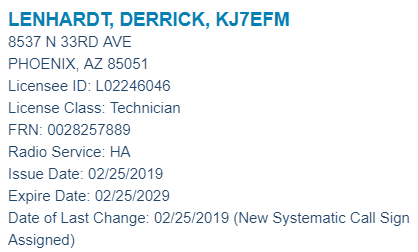 LENHARDT, DERRICK, KJ7EFM
8537 N 33RD AVE
PHOENIX, AZ 85051
Licensee ID: L02246046
License Class: Technician
FRN: 0028257889
Radio Service: HA
Issue Date: 02/25/2019
Expire Date: 02/25/2029
Date of Last Change: 02/25/2019 (New Systematic Call Sign
Assigned)